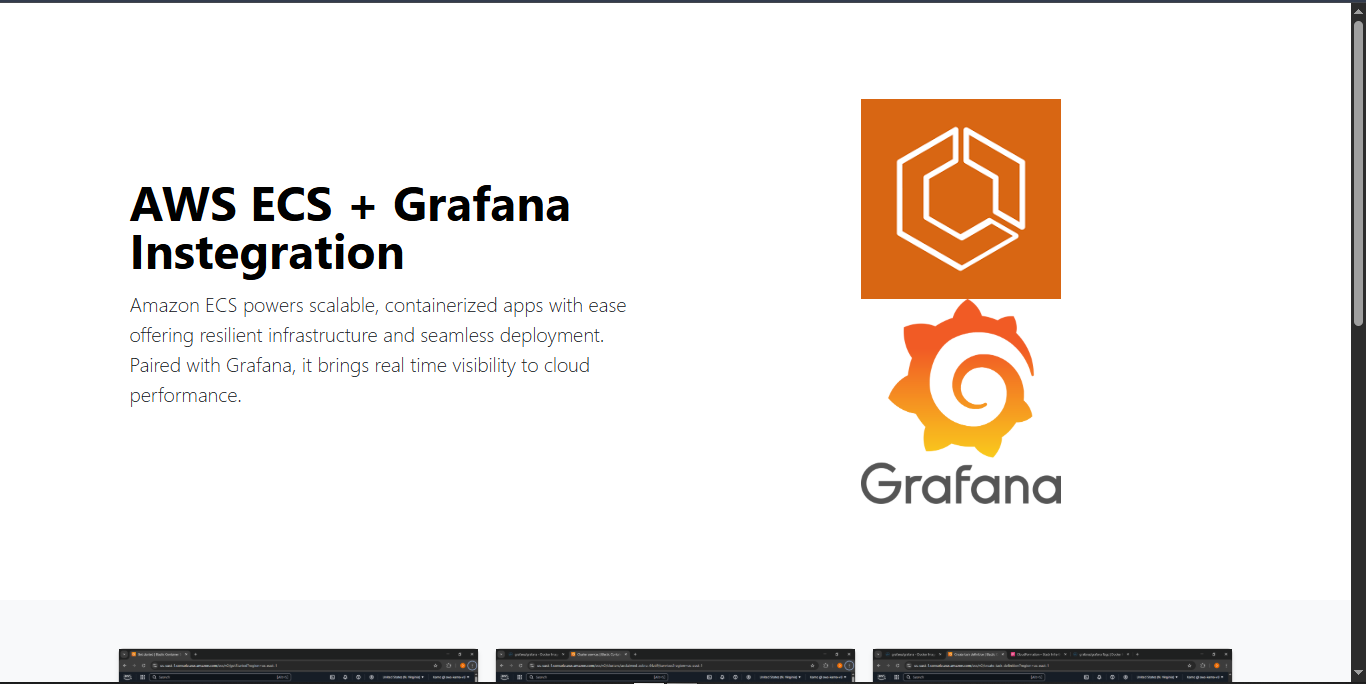 AWS ECS + Grafana
Instegration
Amazon ECS powers scalable, containerized apps with ease
offering resilient infrastructure and seamless deployment.
Paired with Grafana, it brings real time visibility to cloud
performance.
Grafana